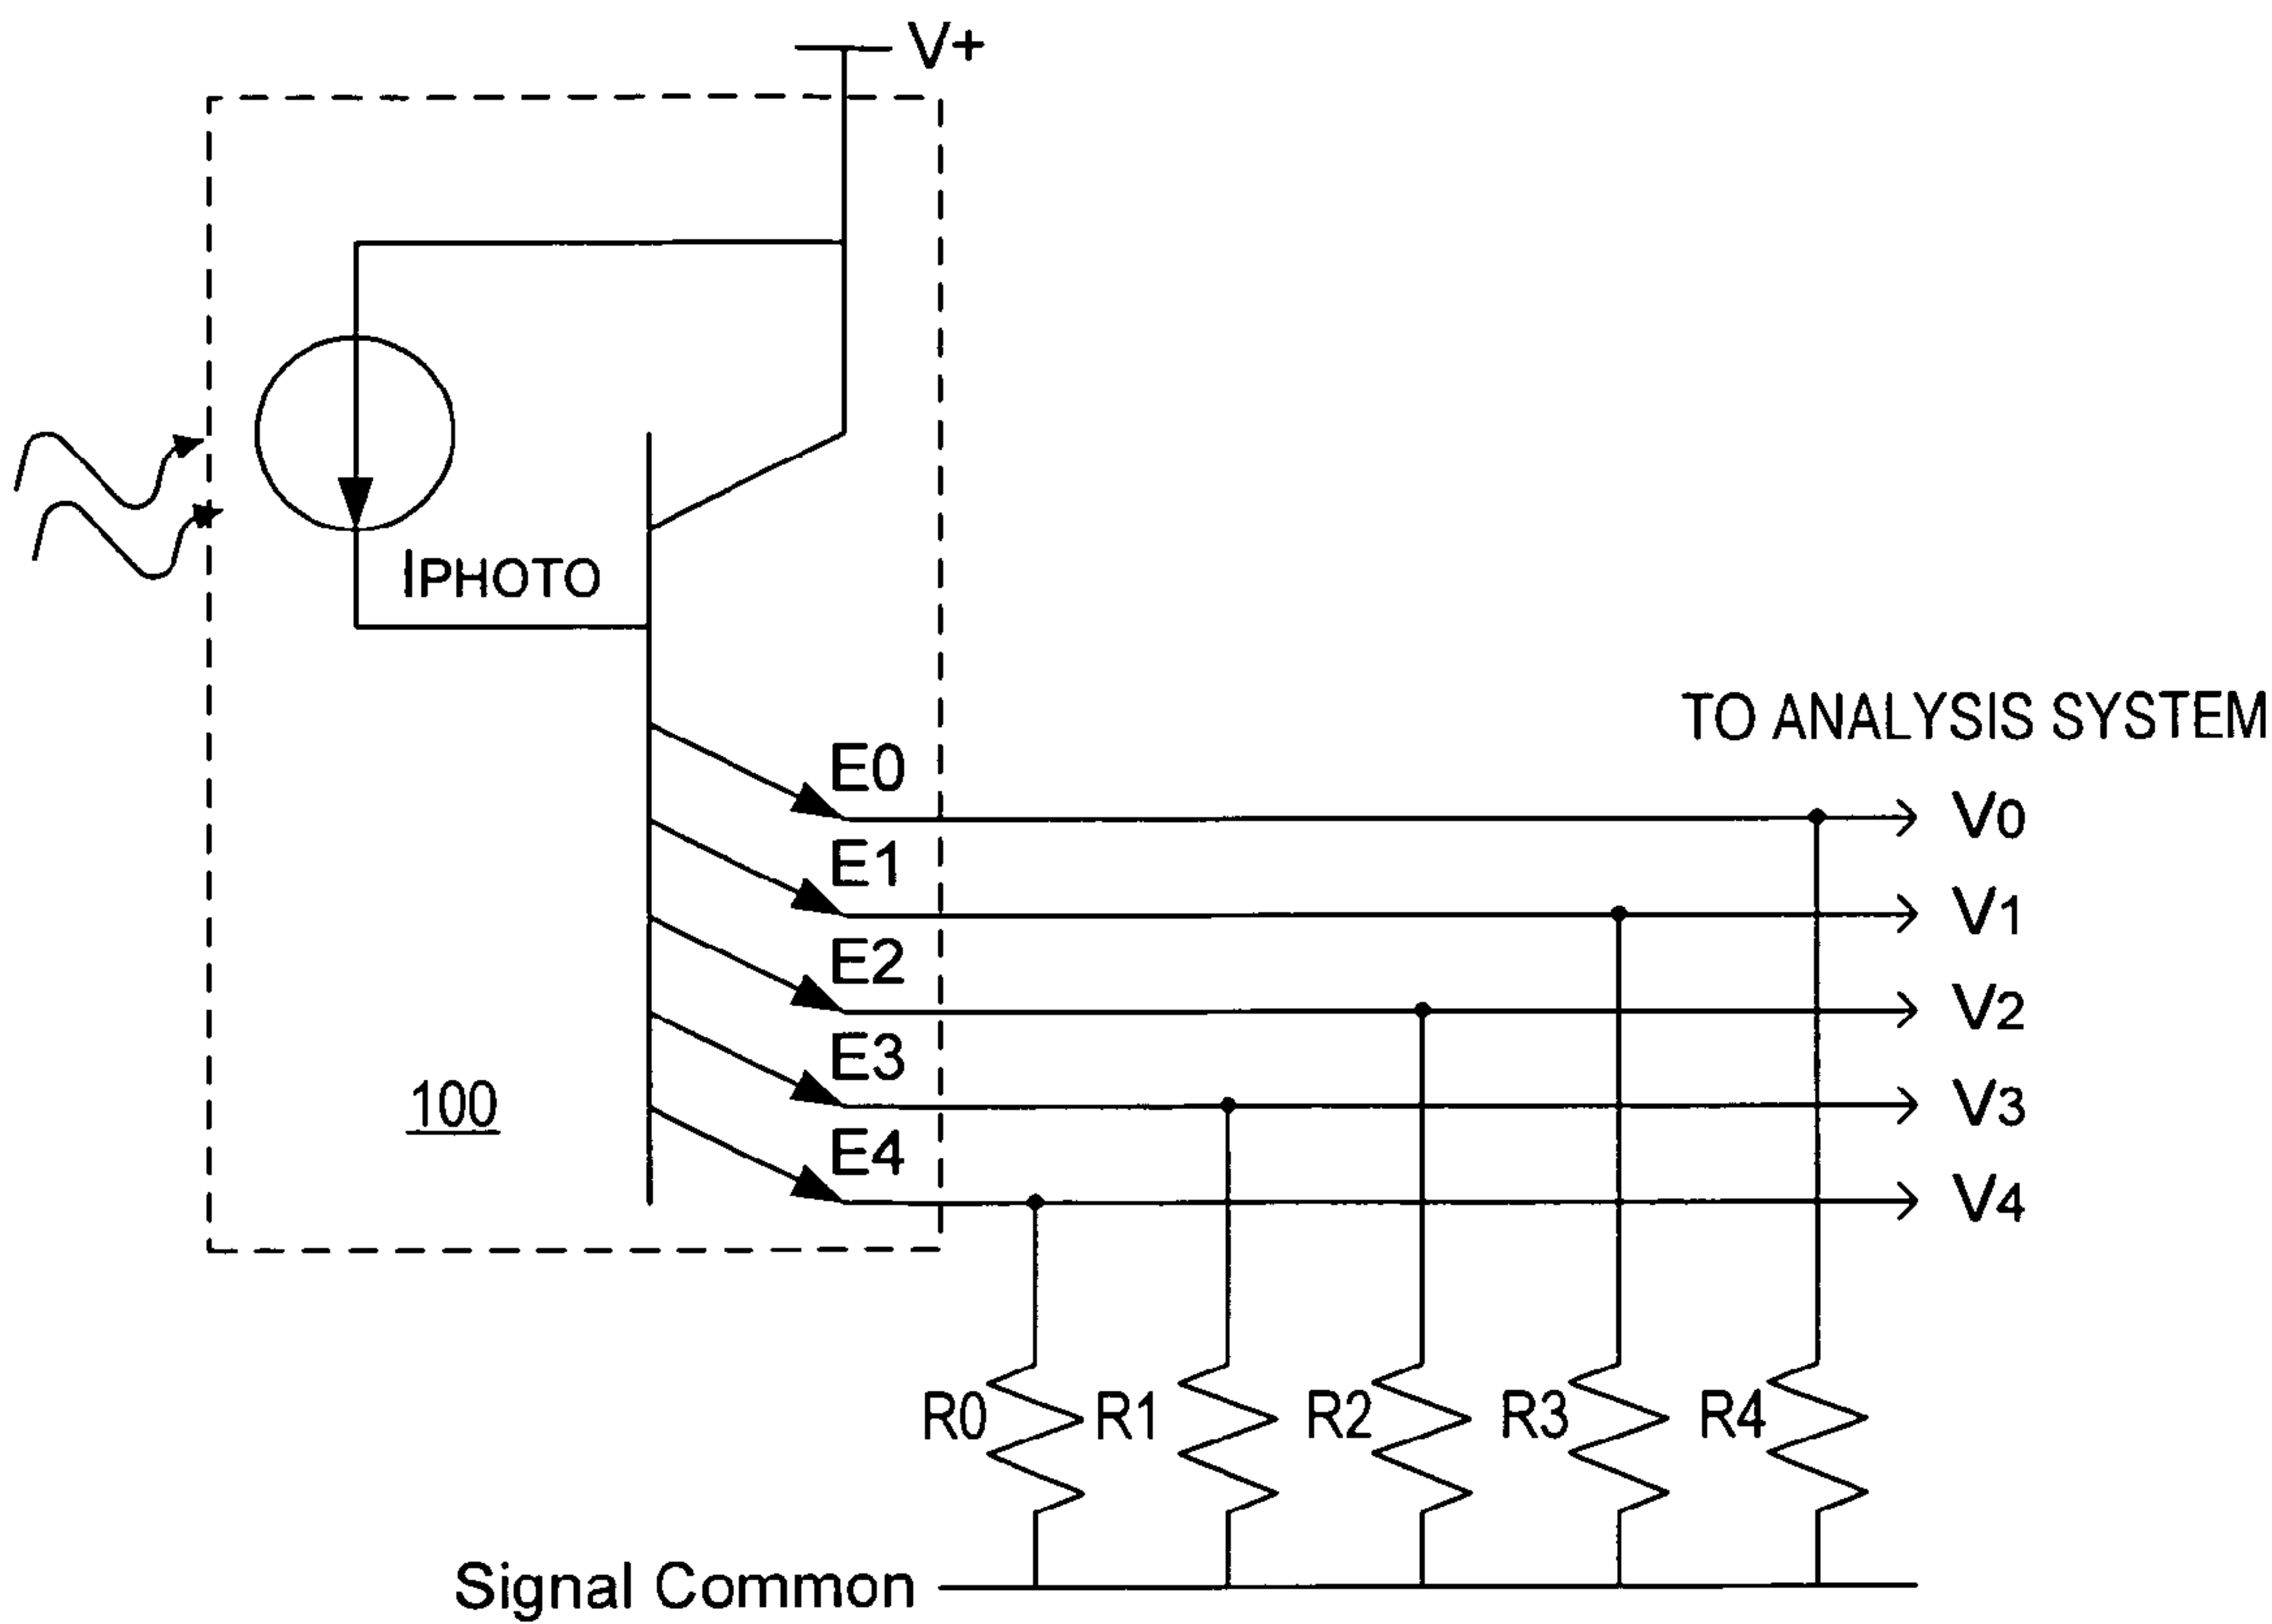 V+
IPHOTO
TO ANALYSIS SYSTEM
E0
V0
E1
V1
E2
V2
E3
V3
100
E4
V4
R0 R1 R2 R3 R4
Signal Common